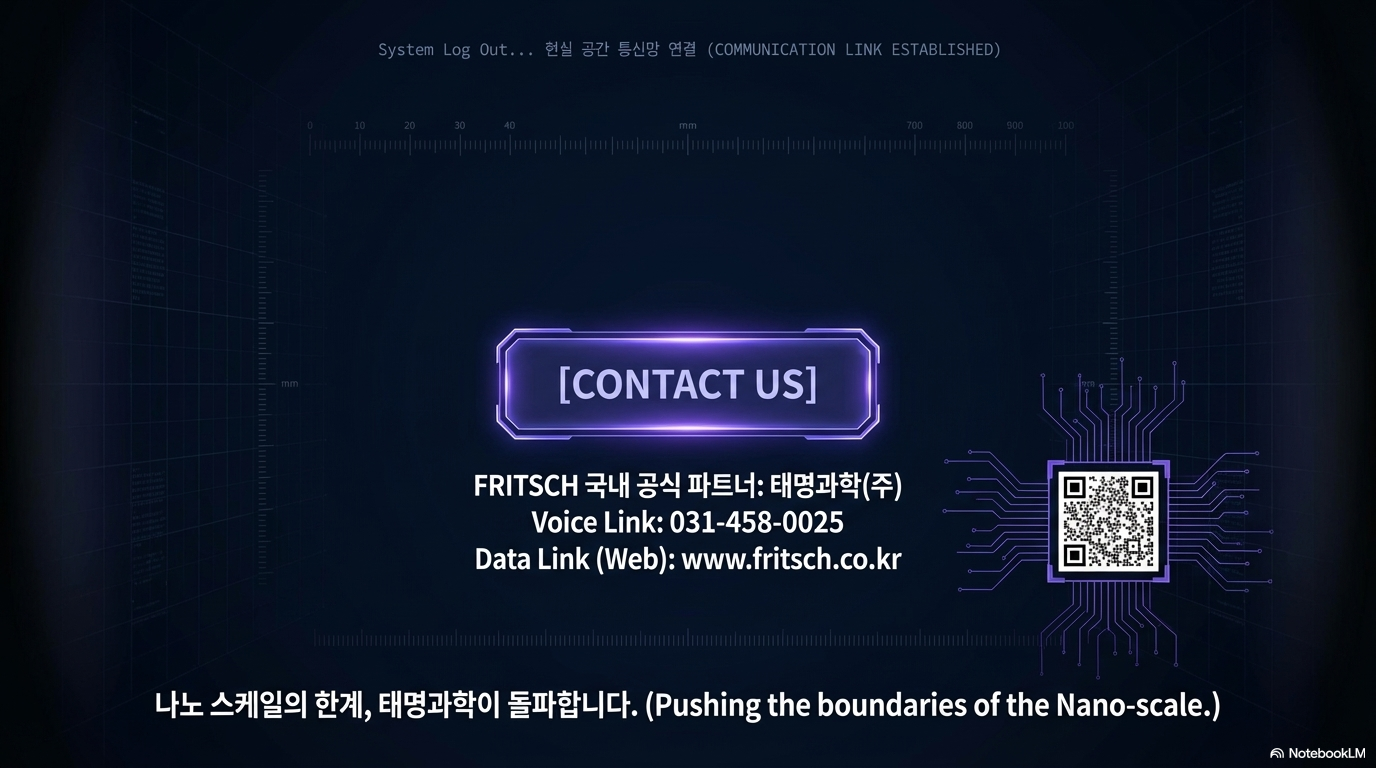 System Log Out... 현실 공간 통신망 연결 (COMMUNICATION LINK ESTABLISHED)
0 10 20 30 40 mm 700 800 900 100
mm
mm
[CONTACT US]
FRITSCH 국내 공식 파트너: 태명과학(주)
Voice Link: 031-458-0025
Data Link (Web): www.fritsch.co.kr
나노 스케일의 한계, 태명과학이 돌파합니다. (Pushing the boundaries of the Nano-scale.)
NotebookLM